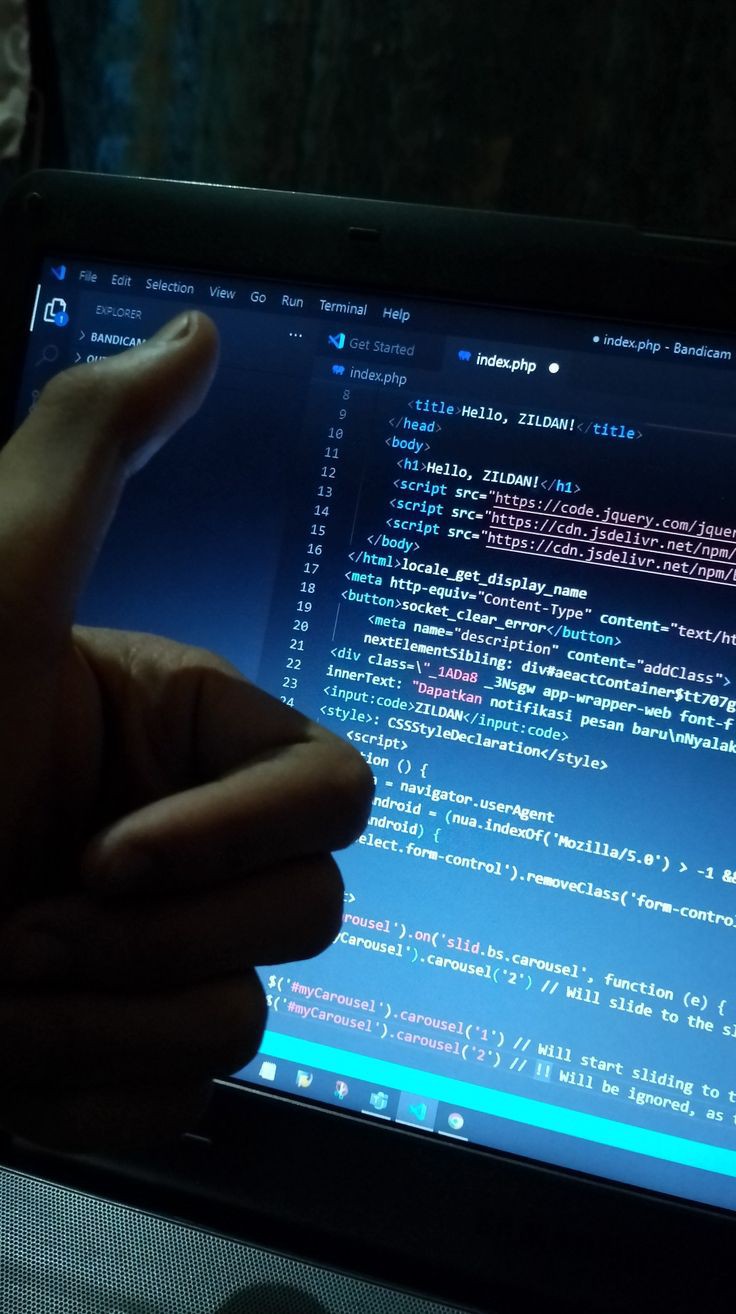 File Edit Selection View Go Run Terminal Help
index.php - Bandicam
EXPLORER
BANDICAM
Get Started
index.php
index.php
8
<title>Hello, ZILDAN!</title>
9 </head>
10 <body>
11 <h1>Hello, ZILDAN!</h1>
12 <script src="https://code.jquery.com/jquer
13 <script src="https://cdn.jsdelivr.net/npm/
14 <script src="https://cdn.jsdelivr.net/npm/
15 </body>
16 </html>locale_get_display_name
17 <meta http-equiv="Content-Type" content="text/ht
18 <button>socket_clear_error</button>
19 <meta name="description" content="addClass">
20 nextElementSibling: div#aeactContainer$tt707g
21 <div class=\"_1ADa8 _3Nsgw app-wrapper-web font-f
22 innerText: "Dapatkan notifikasi pesan baru\nNyalak
23 <input:code>ZILDAN</input:code>
24 <style>: CSSStyleDeclaration</style>
<script>
ion () {
= navigator.userAgent
ndroid = (nua.indexOf('Mozilla/5.0') > -1 &&
ndroid) {
elect.form-control').removeClass('form-control
t>
arousel').on('slid.bs.carousel', function (e) {
yCarousel').carousel('2') // Will slide to the sl
$('#myCarousel').carousel('1') // Will start sliding to t
$('#myCarousel').carousel('2') // !! Will be ignored, as t